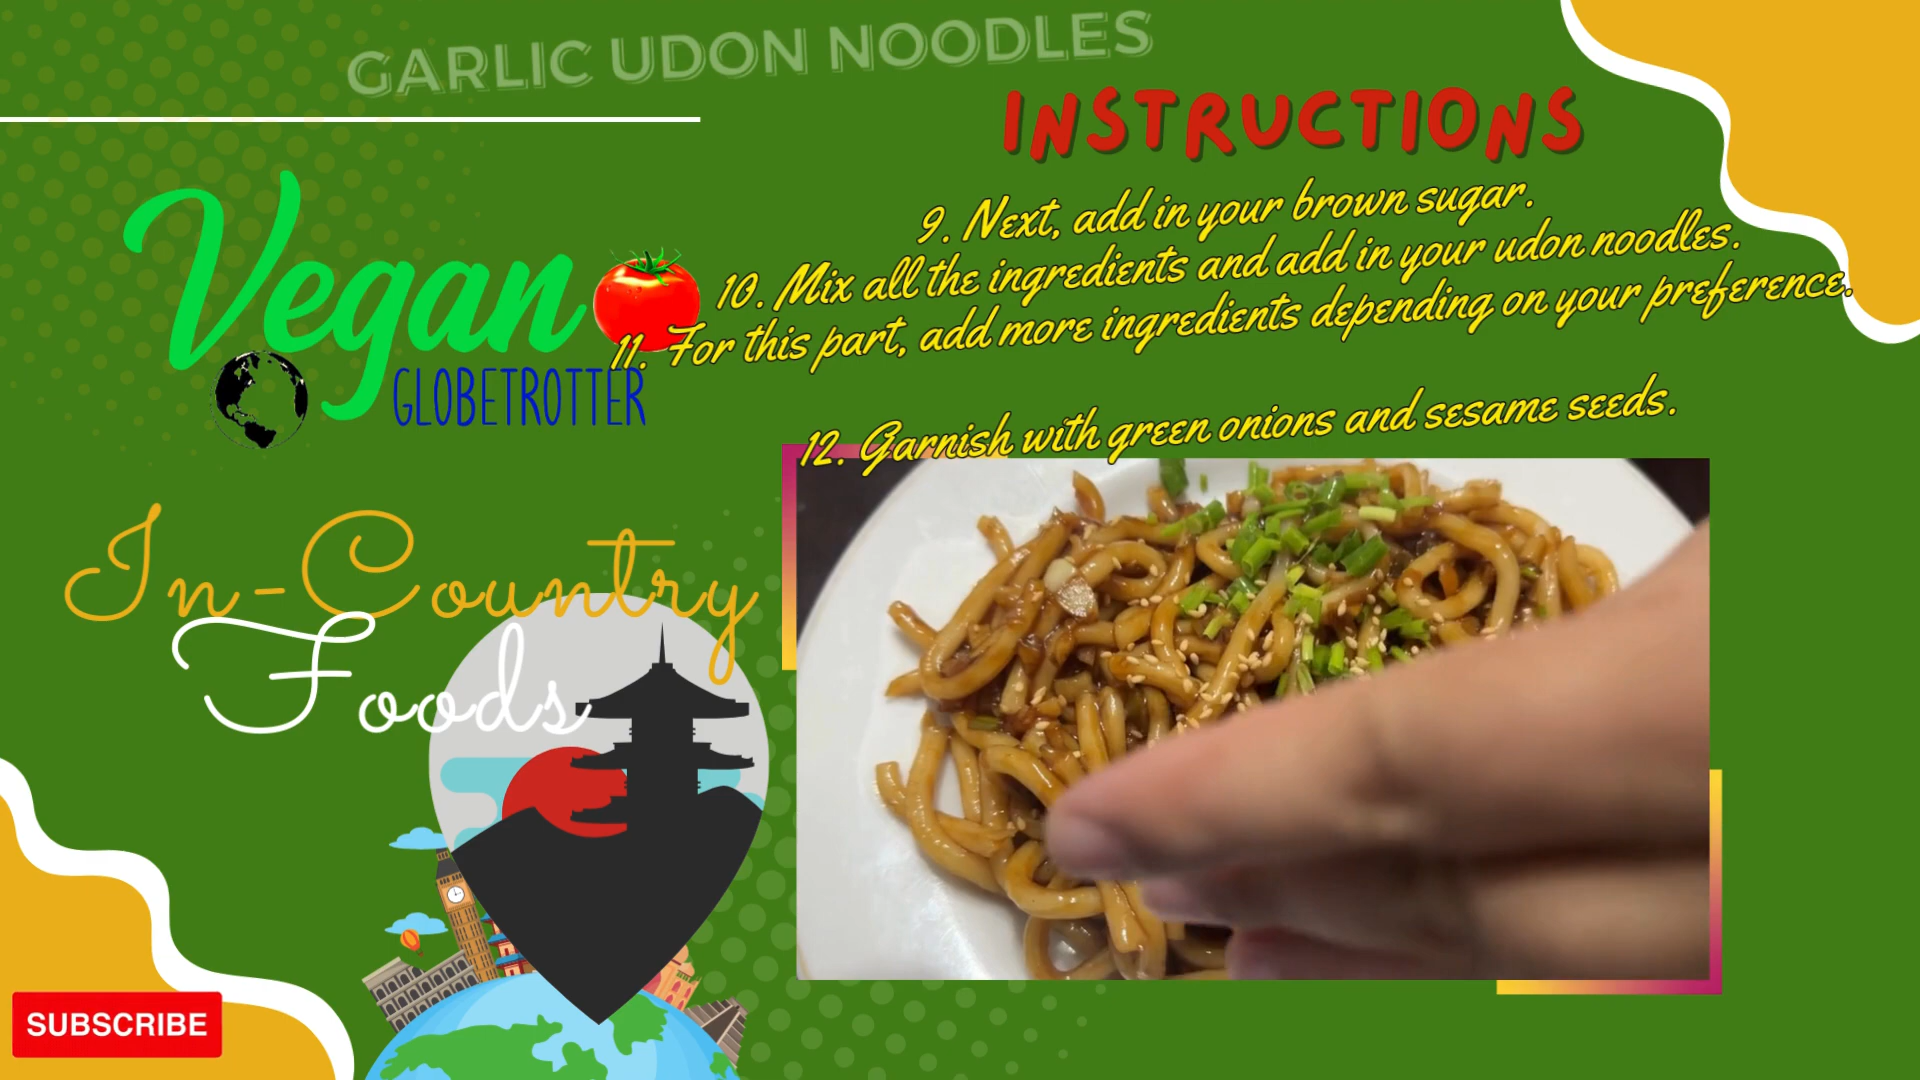 GARLIC UDON NOODLES
INSTRUCTIONS
9. Next, add in your brown sugar.
10. Mix all the ingredients and add in your udon noodles.
11. For this part, add more ingredients depending on your preference.
12. Garnish with green onions and sesame seeds.
Vegan
GLOBETROTTER
In-Country
Foods
SUBSCRIBE